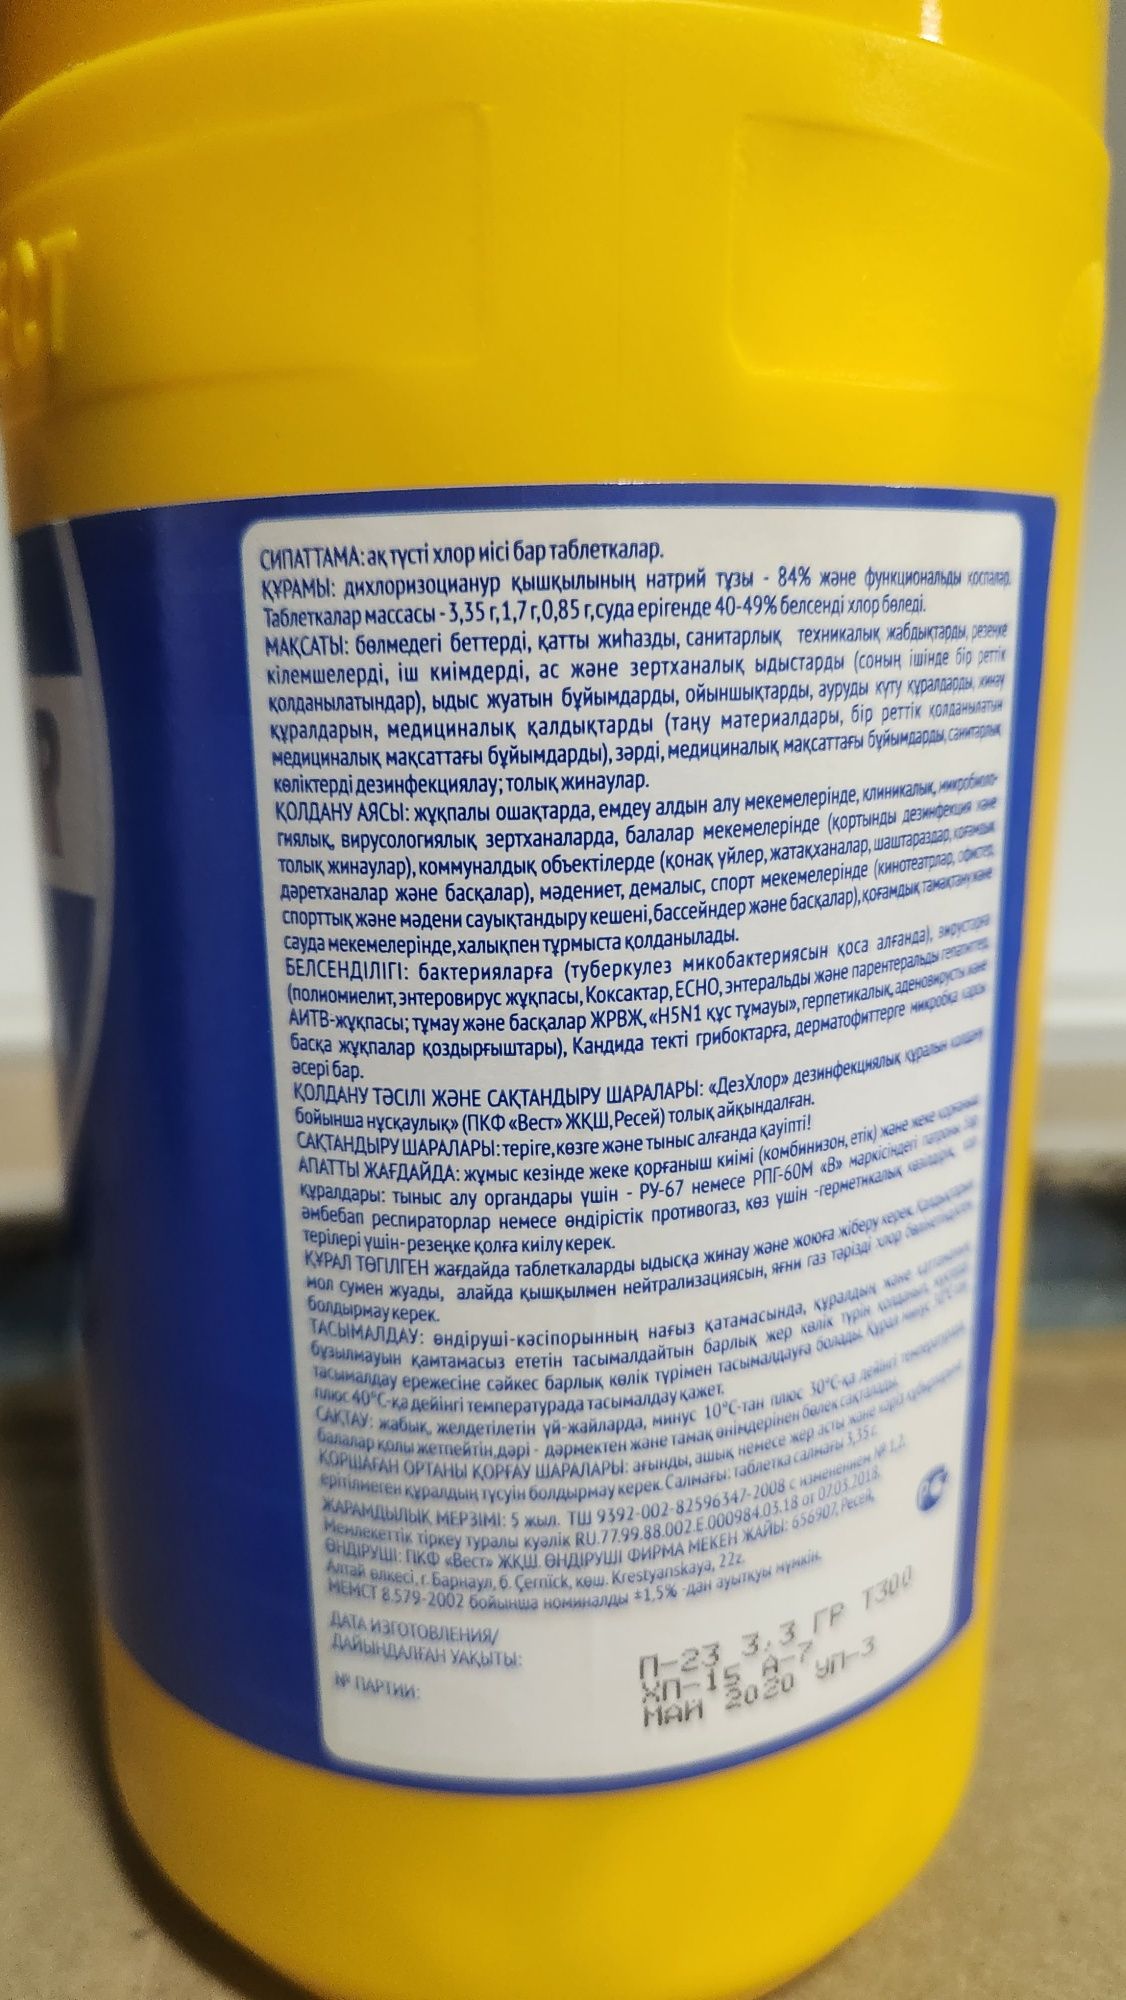 СИПАТТАМА: ақ түсті хлор иісі бар таблеткалар.
ҚҰРАМЫ: дихлоризоцианур қышқылының натрий тұзы - 84% және функциональды қоспалар.
Таблеткалар массасы - 3,35 г, 1,7 г, 0,85 г, суда ерігенде 40-49% белсенді хлор бөледі.
МАҚСАТЫ: бөлмедегі беттерді, қатты жиһазды, санитарлық техникалық жабдықтарды, резеңке
кілемшелерді, іш киімдерді, ас және зертханалық ыдыстарды (соның ішінде бір реттік
қолданылатындар), ыдыс жуатын бұйымдарды, ойыншықтарды, ауруды күту құралдарды, жинау
құралдарын, медициналық қалдықтарды (таңу материалдары, бір реттік қолданылатын
медициналық мақсаттағы бұйымдарды), зәрді, медициналық мақсаттағы бұйымдарды, санитарлық
көліктерді дезинфекциялау; толық жинаулар.
ҚОЛДАНУ АЯСЫ: жұқпалы ошақтарда, емдеу алдын алу мекемелерінде, клиникалық, микробиоло-
гиялық, вирусологиялық зертханаларда, балалар мекемелерінде (қортынды дезинфекция және
толық жинаулар), коммуналдық объектілерде (қонақ үйлер, жатақханалар, шаштараздар, қоғамдық
дәретханалар және басқалар), мәдениет, демалыс, спорт мекемелерінде (кинотеатрлар, офистер,
спорттық және мәдени сауықтандыру кешені, бассейндер және басқалар), қоғамдық тамақтану және
сауда мекемелерінде, халықпен тұрмыста қолданылады.
БЕЛСЕНДІЛІГІ: бактерияларға (туберкулез микобактериясын қоса алғанда), вирустарға
(полиомиелит, энтеровирус жұқпасы, Коксактар, ECHO, энтеральды және парентеральды гепатиттер,
АИТВ-жұқпасы; тұмау және басқалар ЖРВЖ, «H5N1 құс тұмауы», герпетикалық, аденовирусты және
басқа жұқпалар қоздырғыштары), Кандида текті грибоктарға, дерматофиттерге микробқа қарсы
әсері бар.
ҚОЛДАНУ ТӘСІЛІ ЖӘНЕ САҚТАНДЫРУ ШАРАЛАРЫ: «ДезХлор» дезинфекциялық құралын қолдану
бойынша нұсқаулық» (ПКФ «Вест» ЖҚШ, Ресей) толық айқындалған.
САҚТАНДЫРУ ШАРАЛАРЫ: теріге, көзге және тыныс алғанда қауіпті!
АПАТТЫ ЖАҒДАЙДА: жұмыс кезінде жеке қорғаныш киімі (комбинизон, етік) және жеке қорғаныш
құралдары: тыныс алу органдары үшін - РУ-67 немесе РПГ-60М «В» маркісіндегі патроны бар
әмбебап респираторлар немесе өндірістік противогаз, көз үшін -герметикалық көзілдірік, қол
терілері үшін- резеңке қолға киілу керек.
ҚҰРАЛ ТӨГІЛГЕН жағдайда таблеткаларды ыдысқа жинау және жоюға жіберу керек. Қалдықтарын
мол сумен жуады, алайда қышқылмен нейтрализациясын, яғни газ тәрізді хлор
болдырмау керек.
ТАСЫМАЛДАУ: өндіруші-кәсіпорынның нағыз қатамасында, құралдың және
бұзылмауын қамтамасыз ететін тасымалдайтын барлық жер көлік түрін қолданып,
тасымалдау ережесіне сәйкес барлық көлік түрімен тасымалдауға болады. Құрал минус
плюс 40°С-қа дейінгі температурада тасымалдау қажет.
САҚТАУ: жабық, желдетілетін үй-жайларда, минус 10°С-тан плюс 30°С-қа дейінгі температурада,
балалар қолы жетпейтін, дәрі - дәрмектен және тамақ өнімдерінен бөлек сақталады.
ҚОРШАҒАН ОРТАНЫ ҚОРҒАУ ШАРАЛАРЫ: ағынды, ашық немесе жер асты және кәріз
ерітілмеген құралдың түсуін болдырмау керек. Салмағы: таблетка салмағы 3,35 г.
ЖАРАМДЫЛЫК МЕРЗІМІ: 5 жыл. ТШ 9392-002-82596347-2008 с изменением № 1,2.
Мемлекеттік тіркеу туралы куәлік RU.77.99.88.002.Е.000984.03.18 от 07.03.2018.
ӨНДІРУШІ: ПКФ «Вест» ЖҚШ. ӨНДІРУШІ ФИРМА МЕКЕН ЖАЙЫ: 656907, Ресей,
Алтай өлкесі, г. Барнаул, б. Çernïck, көш. Krestyanskaya, 22z.
МЕМСТ 8.579-2002 бойынша номиналды ±1,5% -дан ауытқуы мүмкін.
ДАТА ИЗГОТОВЛЕНИЯ/
ДАЙЫНДАЛҒАН УАҚЫТЫ:
№ ПАРТИИ:
П-23 3.3 ГР Т300
ХП-15 А-7
МАЙ 2020 УП-3